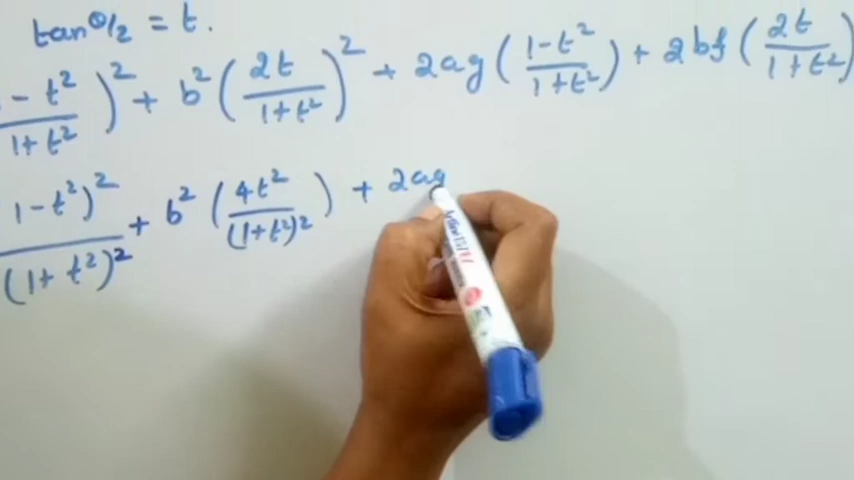 tan θ/2 = t.
- t² / 1+t² )² + b² ( 2t / 1+t² )² + 2ag ( 1-t² / 1+t² ) + 2bf ( 2t / 1+t² )
1-t²)² / (1+t²)² + b² ( 4t² / (1+t²)² ) + 2ag